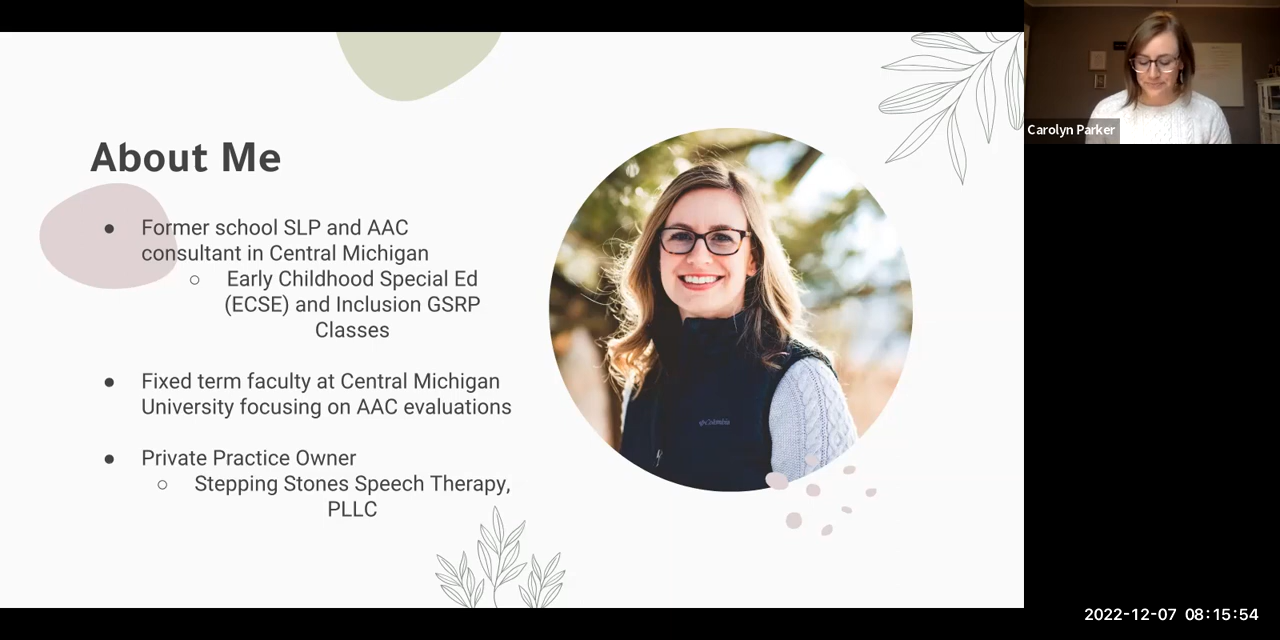 About Me
● Former school SLP and AAC
consultant in Central Michigan
○ Early Childhood Special Ed
(ECSE) and Inclusion GSRP
Classes
● Fixed term faculty at Central Michigan
University focusing on AAC evaluations
● Private Practice Owner
○ Stepping Stones Speech Therapy,
PLLC
Columbia
Carolyn Parker
2022-12-07 08:15:54